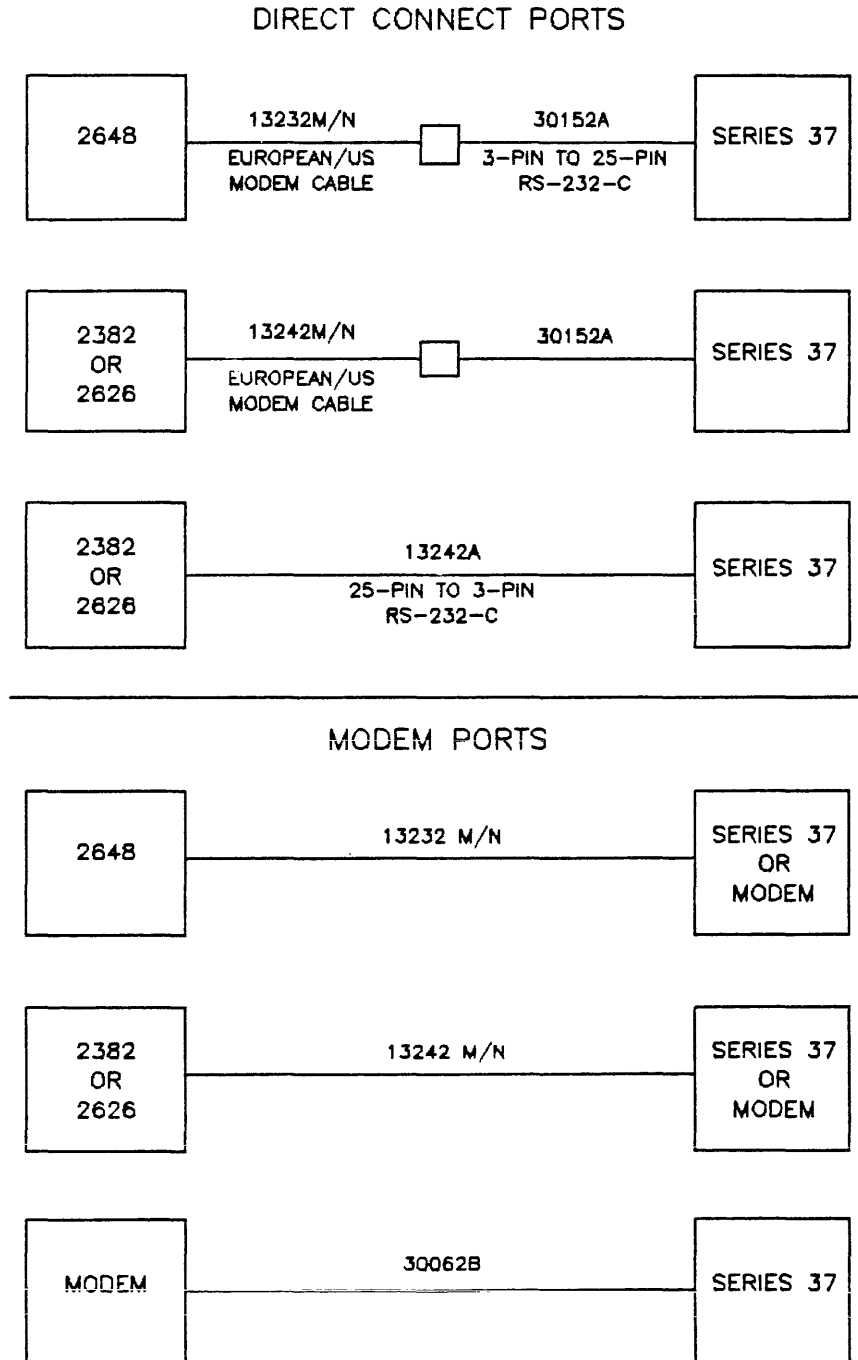 DIRECT CONNECT PORTS
2648
13232M/N
EUROPEAN/US
MODEM CABLE
30152A
3-PIN TO 25-PIN
RS-232-C
SERIES 37
2382
OR
2626
13242M/N
EUROPEAN/US
MODEM CABLE
30152A
SERIES 37
2382
OR
2626
13242A
25-PIN TO 3-PIN
RS-232-C
SERIES 37
MODEM PORTS
2648
13232 M/N
SERIES 37
OR
MODEM
2382
OR
2626
13242 M/N
SERIES 37
OR
MODEM
MODEM
30062B
SERIES 37